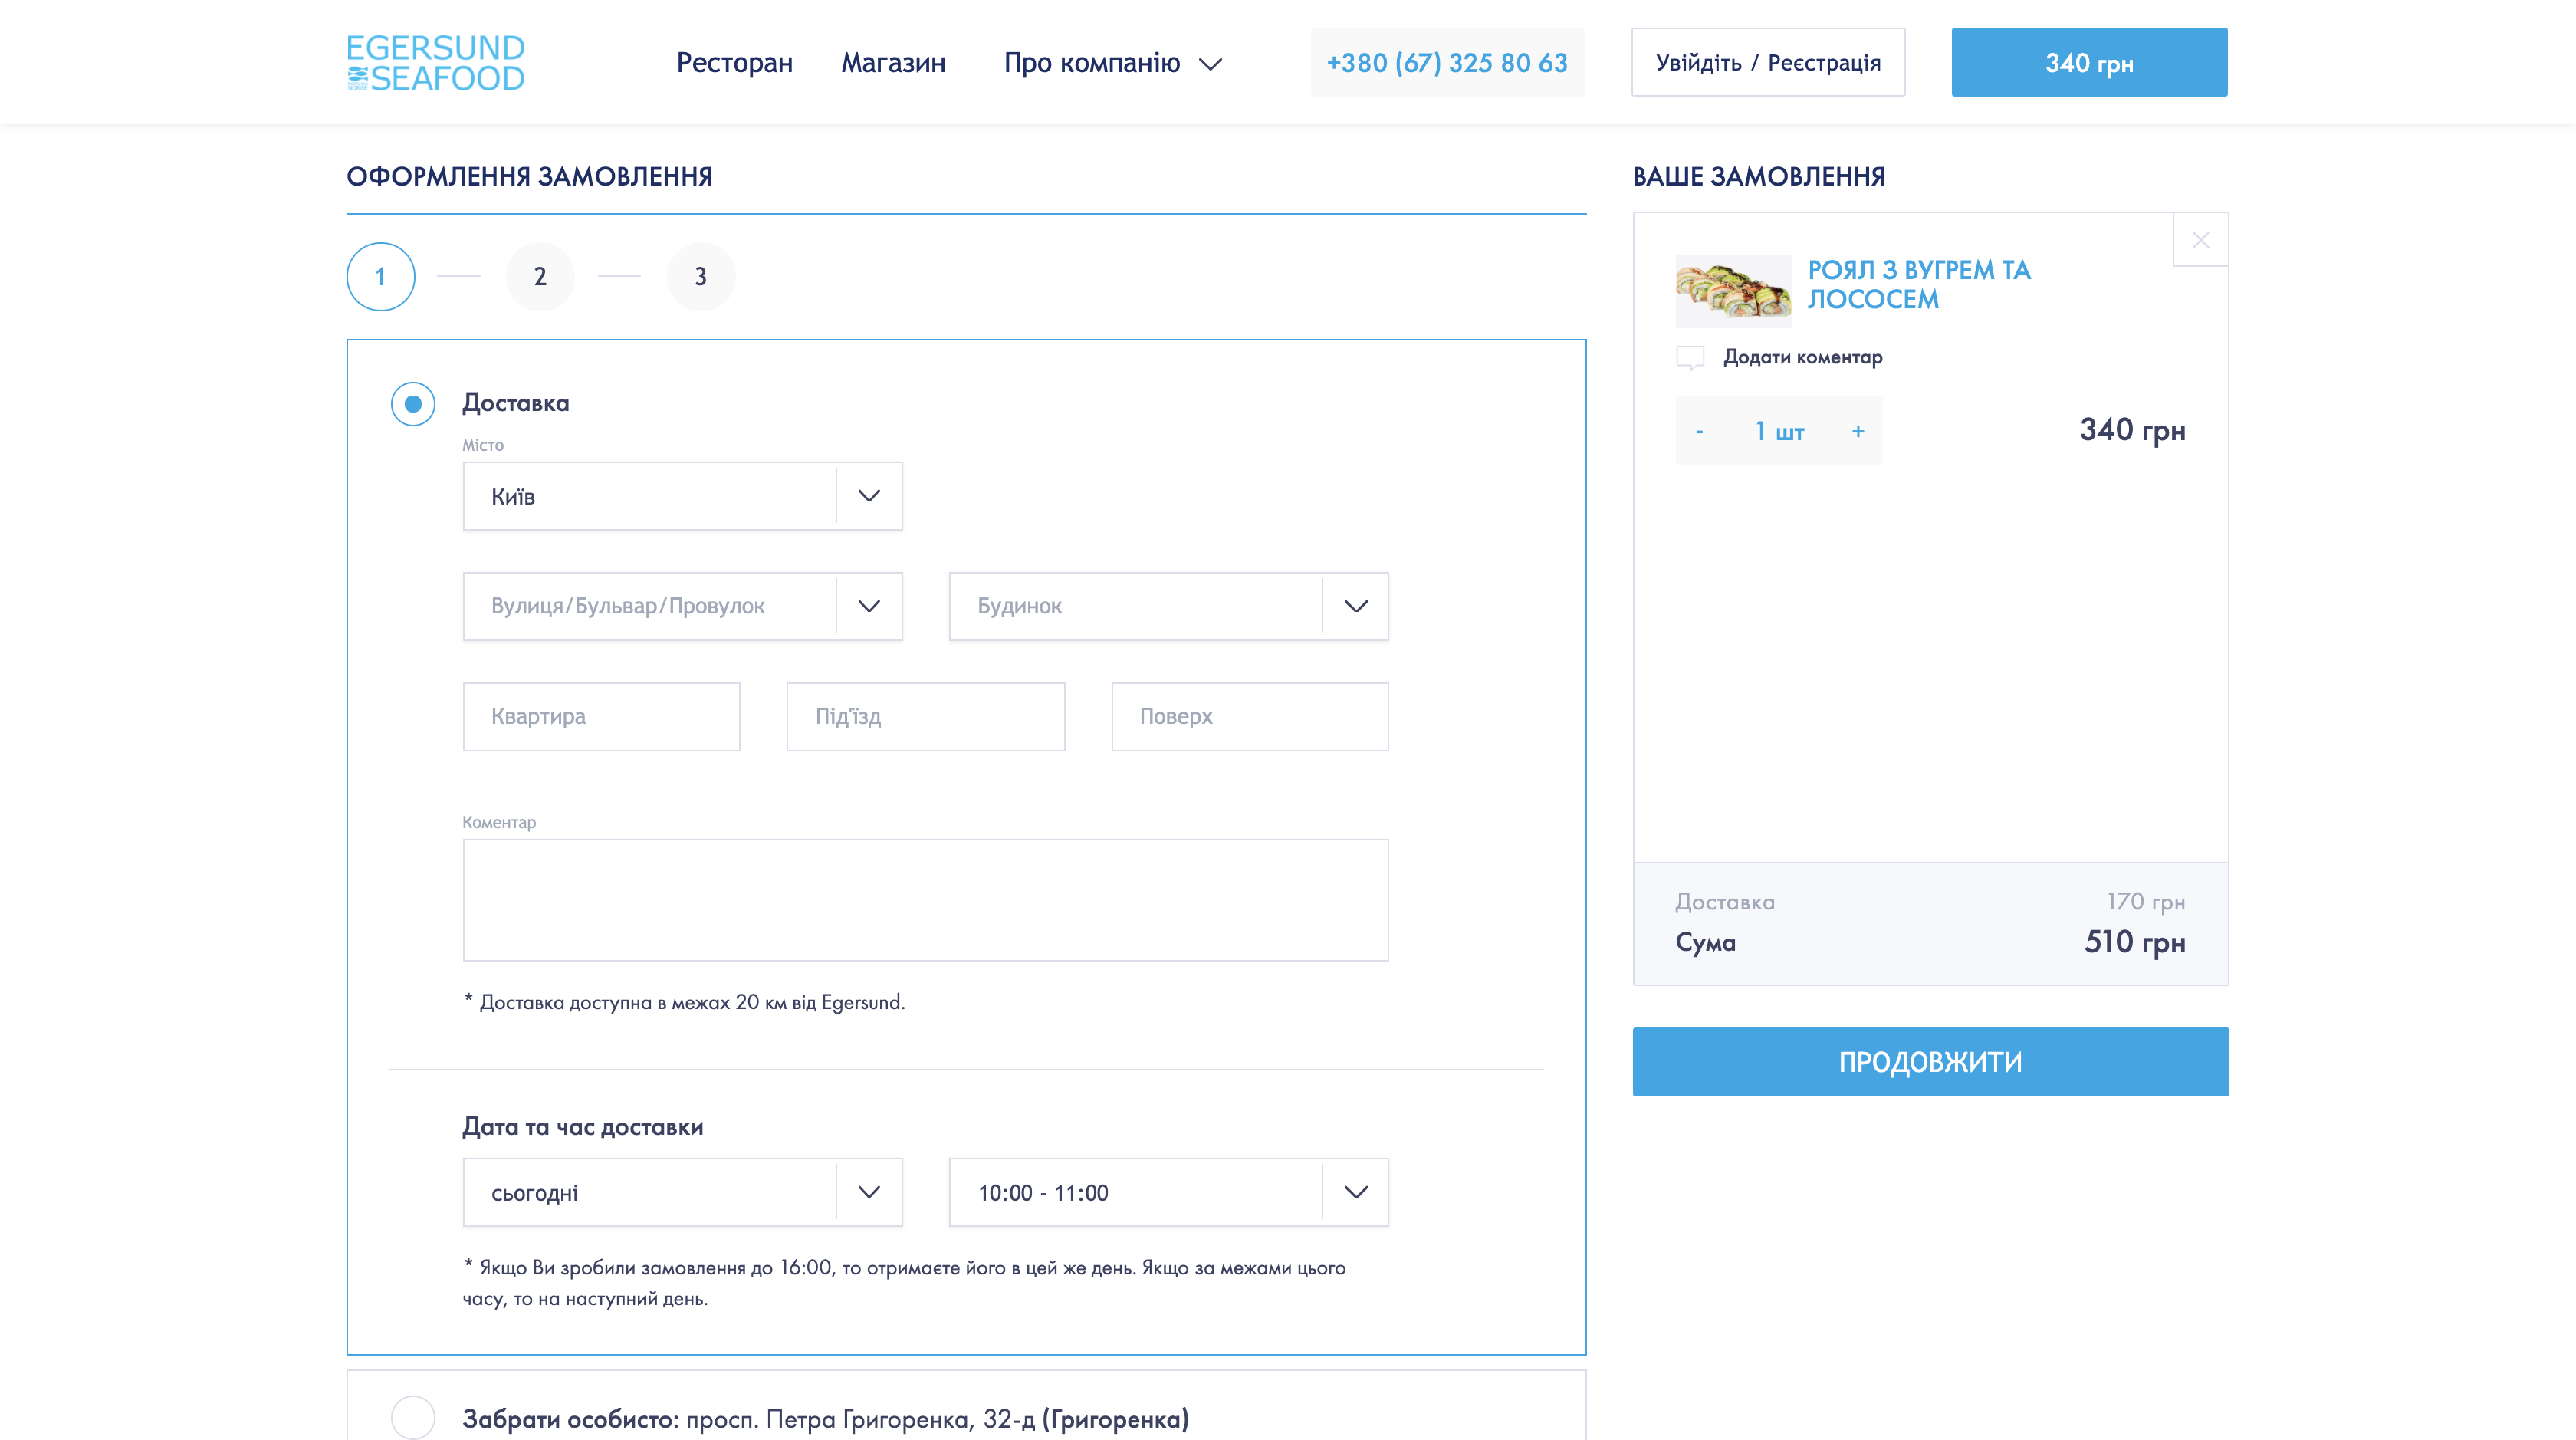 EGERSUND
SEAFOOD
Ресторан
Магазин
Про компанію
+380 (67) 325 80 63
Увійдіть / Реєстрація
340 грн
ОФОРМЛЕННЯ ЗАМОВЛЕННЯ
1
2
3
Доставка
Місто
Київ
Вулиця/Бульвар/Провулок
Будинок
Квартира
Під'їзд
Поверх
Коментар
* Доставка доступна в межах 20 км від Egersund.
Дата та час доставки
сьогодні
10:00 - 11:00
* Якщо Ви зробили замовлення до 16:00, то отримаєте його в цей же день. Якщо за межами цього
часу, то на наступний день.
Забрати особисто: просп. Петра Григоренка, 32-д (Григоренка)
ВАШЕ ЗАМОВЛЕННЯ
РОЯЛ З ВУГРЕМ ТА
ЛОСОСЕМ
Додати коментар
- 1 шт +
340 грн
Доставка 170 грн
Сума 510 грн
ПРОДОВЖИТИ